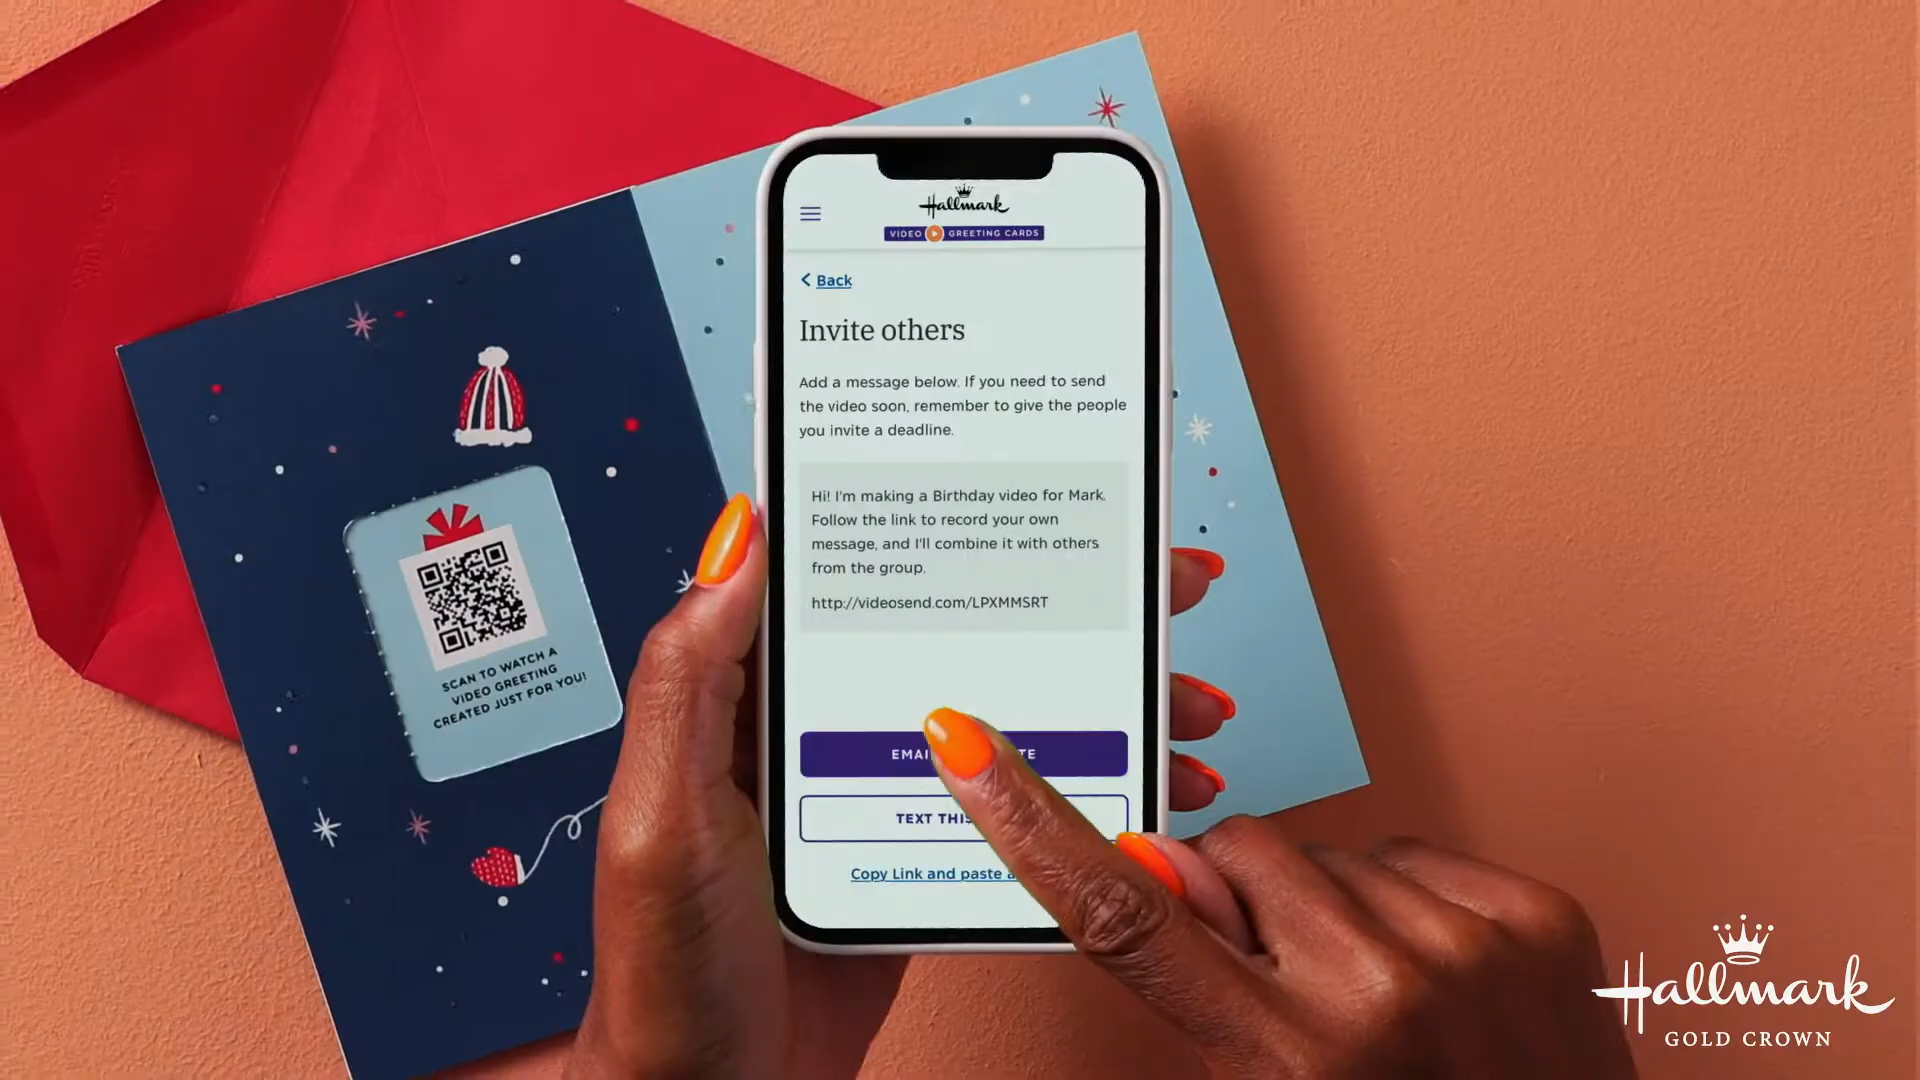 Hallmark
VIDEO GREETING CARDS
Back
Invite others
Add a message below. If you need to send
the video soon, remember to give the people
you invite a deadline.
Hi! I'm making a Birthday video for Mark.
Follow the link to record your own
message, and I'll combine it with others
from the group.
http://videosend.com/LPXMMSRT
TEXT
Copy Link and paste
SCAN TO WATCH A
VIDEO GREETING
CREATED JUST FOR YOU!
Hallmark
GOLD CROWN